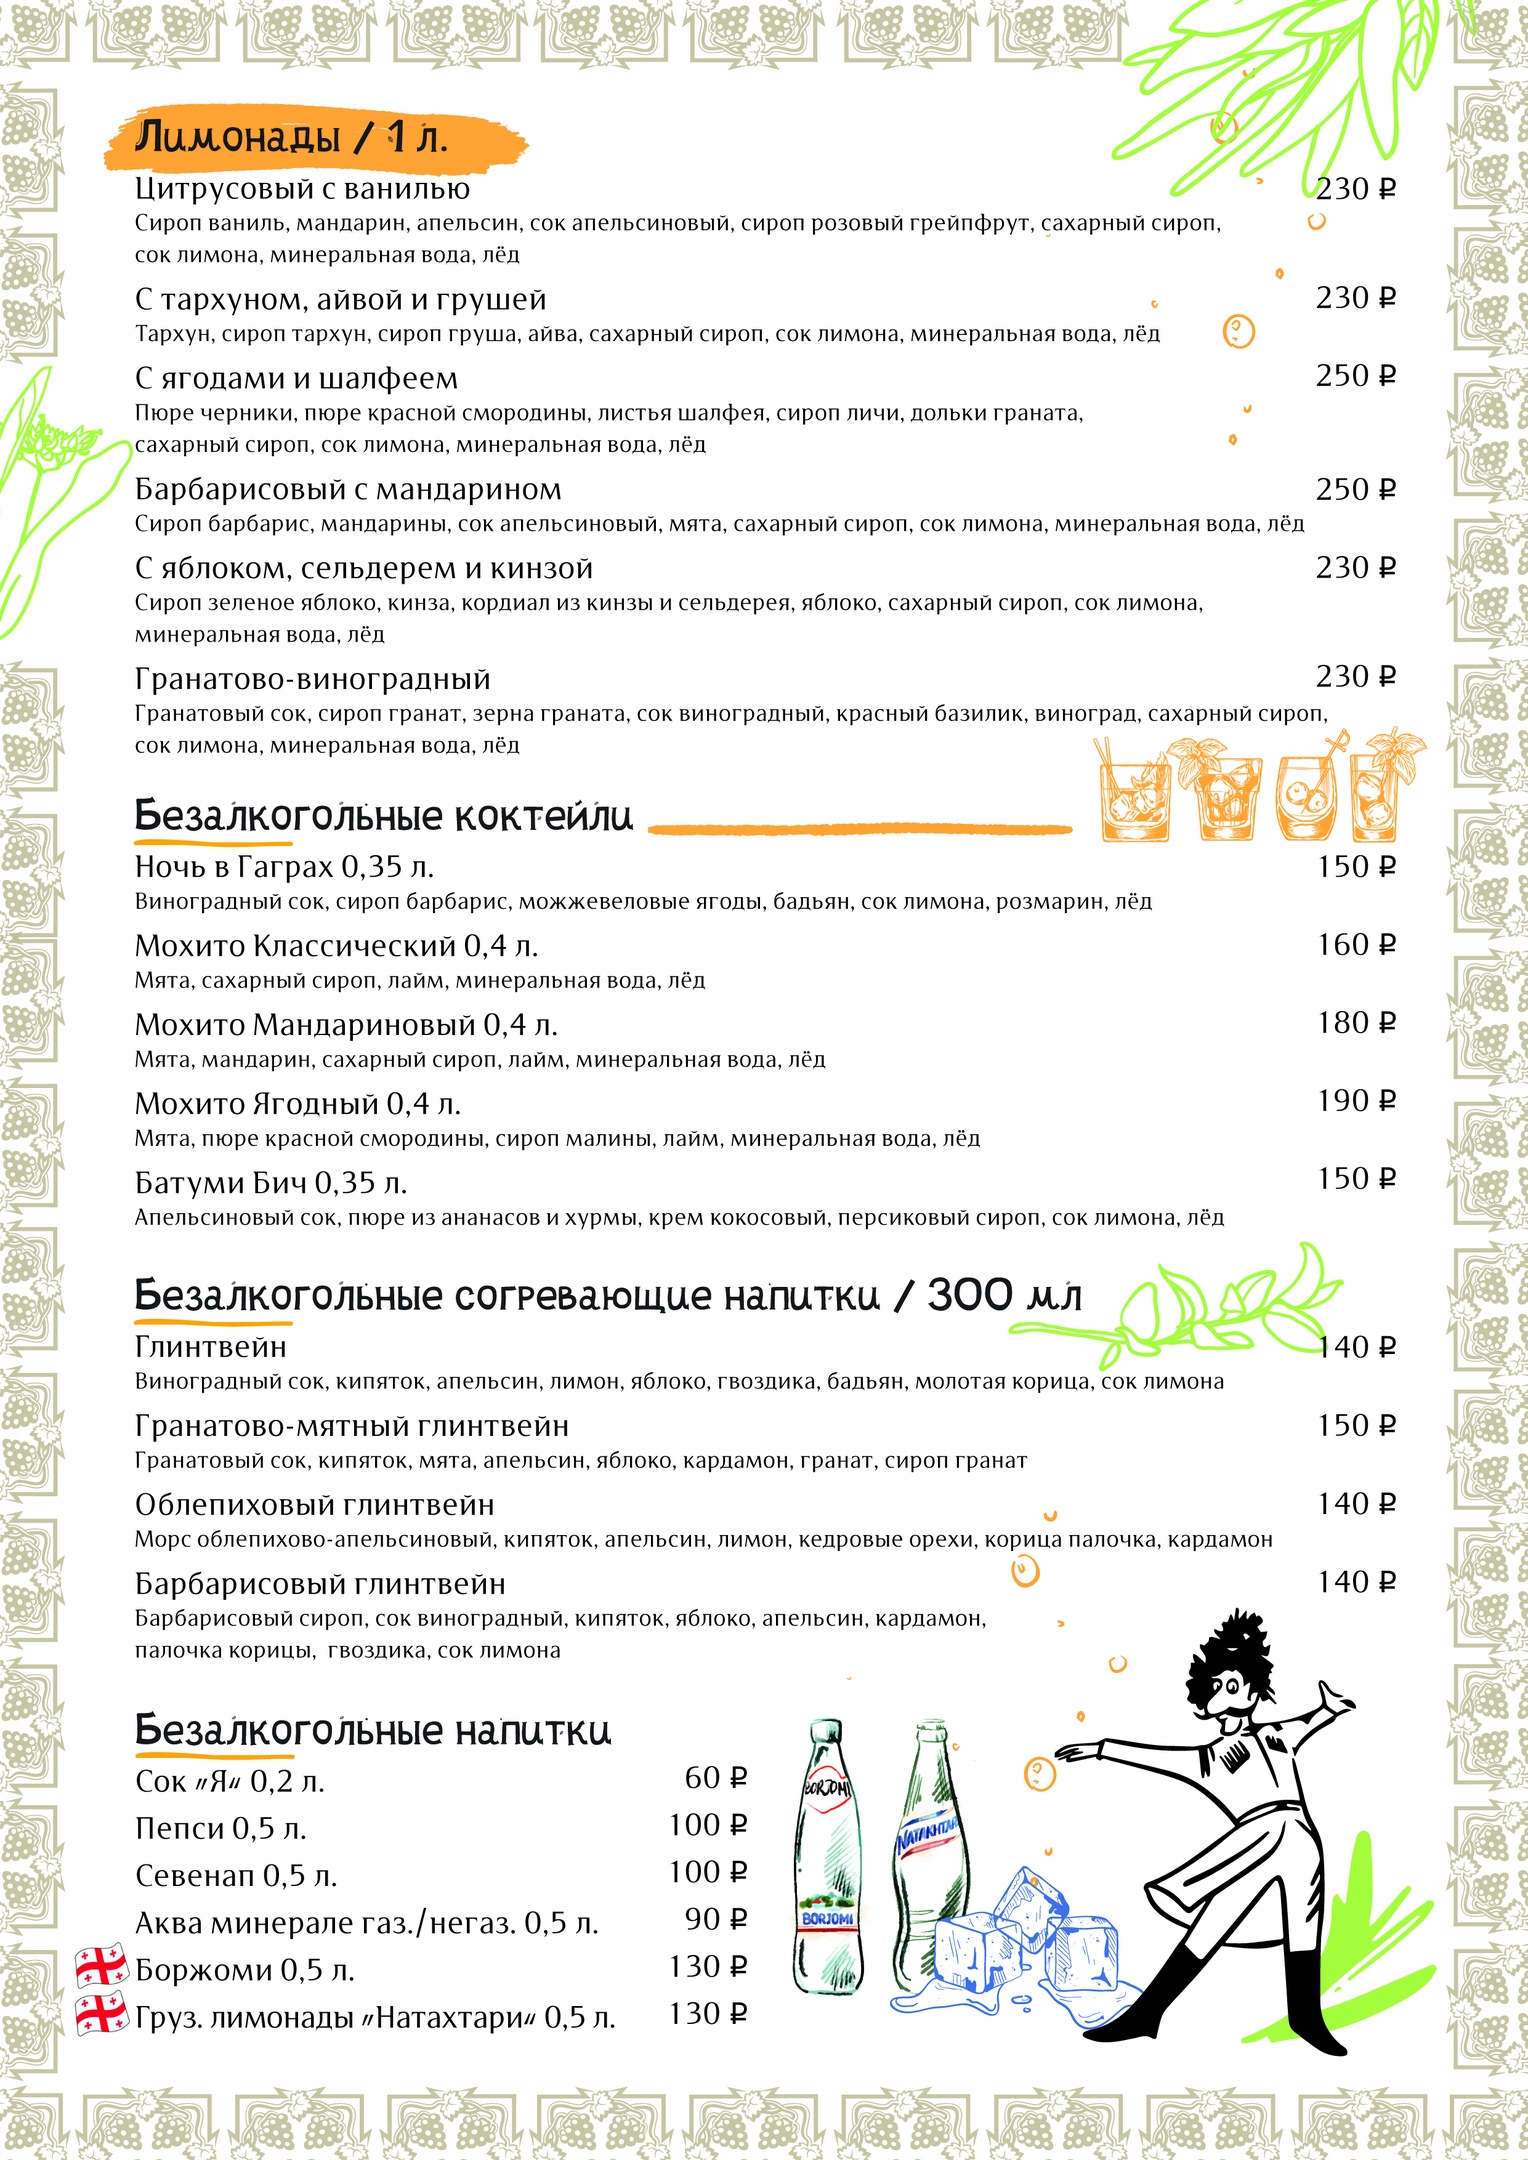 Лимонады / 1 л.
Цитрусовый с ванилью 230 ₽
Сироп ваниль, мандарин, апельсин, сок апельсиновый, сироп розовый грейпфрут, сахарный сироп,
сок лимона, минеральная вода, лёд
С тархуном, айвой и грушей 230 ₽
Тархун, сироп тархун, сироп груша, айва, сахарный сироп, сок лимона, минеральная вода, лёд
С ягодами и шалфеем 250 ₽
Пюре черники, пюре красной смородины, листья шалфея, сироп личи, дольки граната,
сахарный сироп, сок лимона, минеральная вода, лёд
Барбарисовый с мандарином 250 ₽
Сироп барбарис, мандарины, сок апельсиновый, мята, сахарный сироп, сок лимона, минеральная вода, лёд
С яблоком, сельдерем и кинзой 230 ₽
Сироп зеленое яблоко, кинза, кордиал из кинзы и сельдерея, яблоко, сахарный сироп, сок лимона,
минеральная вода, лёд
Гранатово-виноградный 230 ₽
Гранатовый сок, сироп гранат, зерна граната, сок виноградный, красный базилик, виноград, сахарный сироп,
сок лимона, минеральная вода, лёд
Безалкогольные коктейли
Ночь в Гаграх 0,35 л. 150 ₽
Виноградный сок, сироп барбарис, можжевеловые ягоды, бадьян, сок лимона, розмарин, лёд
Мохито Классический 0,4 л. 160 ₽
Мята, сахарный сироп, лайм, минеральная вода, лёд
Мохито Мандариновый 0,4 л. 180 ₽
Мята, мандарин, сахарный сироп, лайм, минеральная вода, лёд
Мохито Ягодный 0,4 л. 190 ₽
Мята, пюре красной смородины, сироп малины, лайм, минеральная вода, лёд
Батуми Бич 0,35 л. 150 ₽
Апельсиновый сок, пюре из ананасов и хурмы, крем кокосовый, персиковый сироп, сок лимона, лёд
Безалкогольные согревающие напитки / 300 мл
Глинтвейн 140 ₽
Виноградный сок, кипяток, апельсин, лимон, яблоко, гвоздика, бадьян, молотая корица, сок лимона
Гранатово-мятный глинтвейн 150 ₽
Гранатовый сок, кипяток, мята, апельсин, яблоко, кардамон, гранат, сироп гранат
Облепиховый глинтвейн 140 ₽
Морс облепихово-апельсиновый, кипяток, апельсин, лимон, кедровые орехи, корица палочка, кардамон
Барбарисовый глинтвейн 140 ₽
Барбарисовый сироп, сок виноградный, кипяток, яблоко, апельсин, кардамон,
палочка корицы, гвоздика, сок лимона
Безалкогольные напитки
Сок "Я" 0,2 л. 60 ₽
Пепси 0,5 л. 100 ₽
Севенап 0,5 л. 100 ₽
Аква минерале газ./негаз. 0,5 л. 90 ₽
Боржоми 0,5 л. 130 ₽
Груз. лимонады "Натахтари" 0,5 л. 130 ₽
BORJOMI
NATAKHTARI
BORJOMI